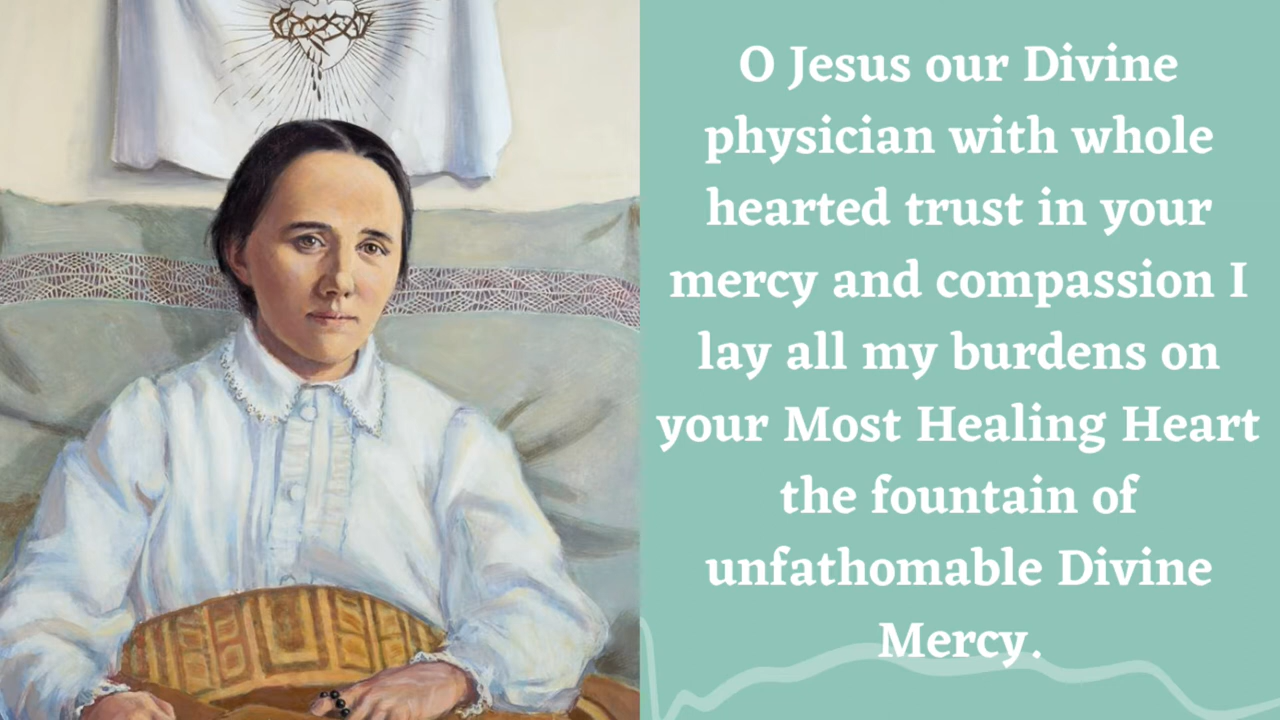 O Jesus our Divine
physician with whole
hearted trust in your
mercy and compassion I
lay all my burdens on
your Most Healing Heart
the fountain of
unfathomable Divine
Mercy.